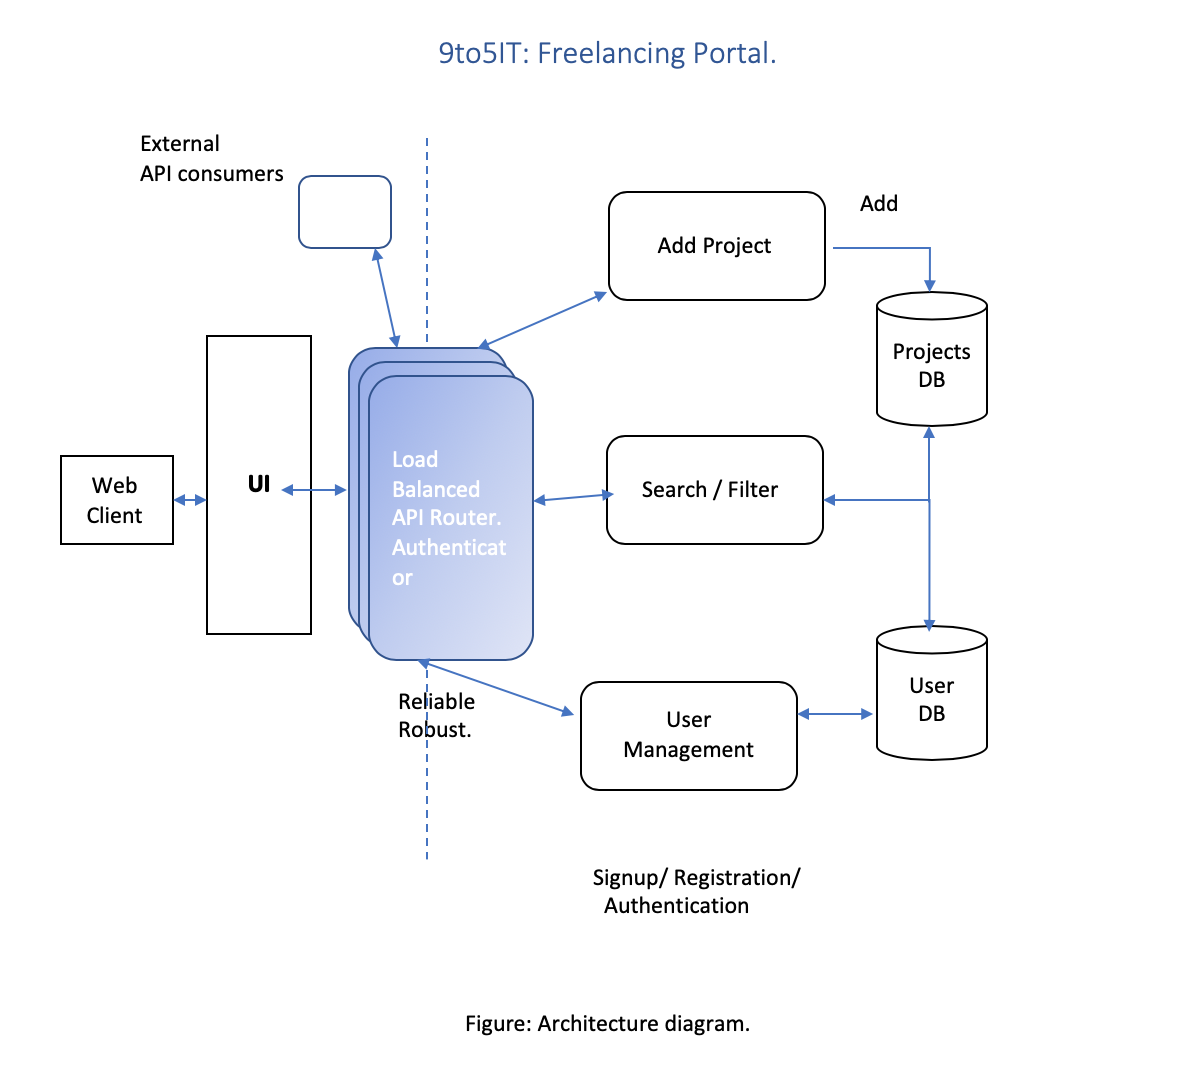 9to5IT: Freelancing Portal.
External
API consumers
Add Project
Add
Projects
DB
Web
Client
UI
Load
Balanced
API Router.
Authenticat
or
Search / Filter
Reliable
Robust.
User
Management
User
DB
Signup/ Registration/
Authentication
Figure: Architecture diagram.